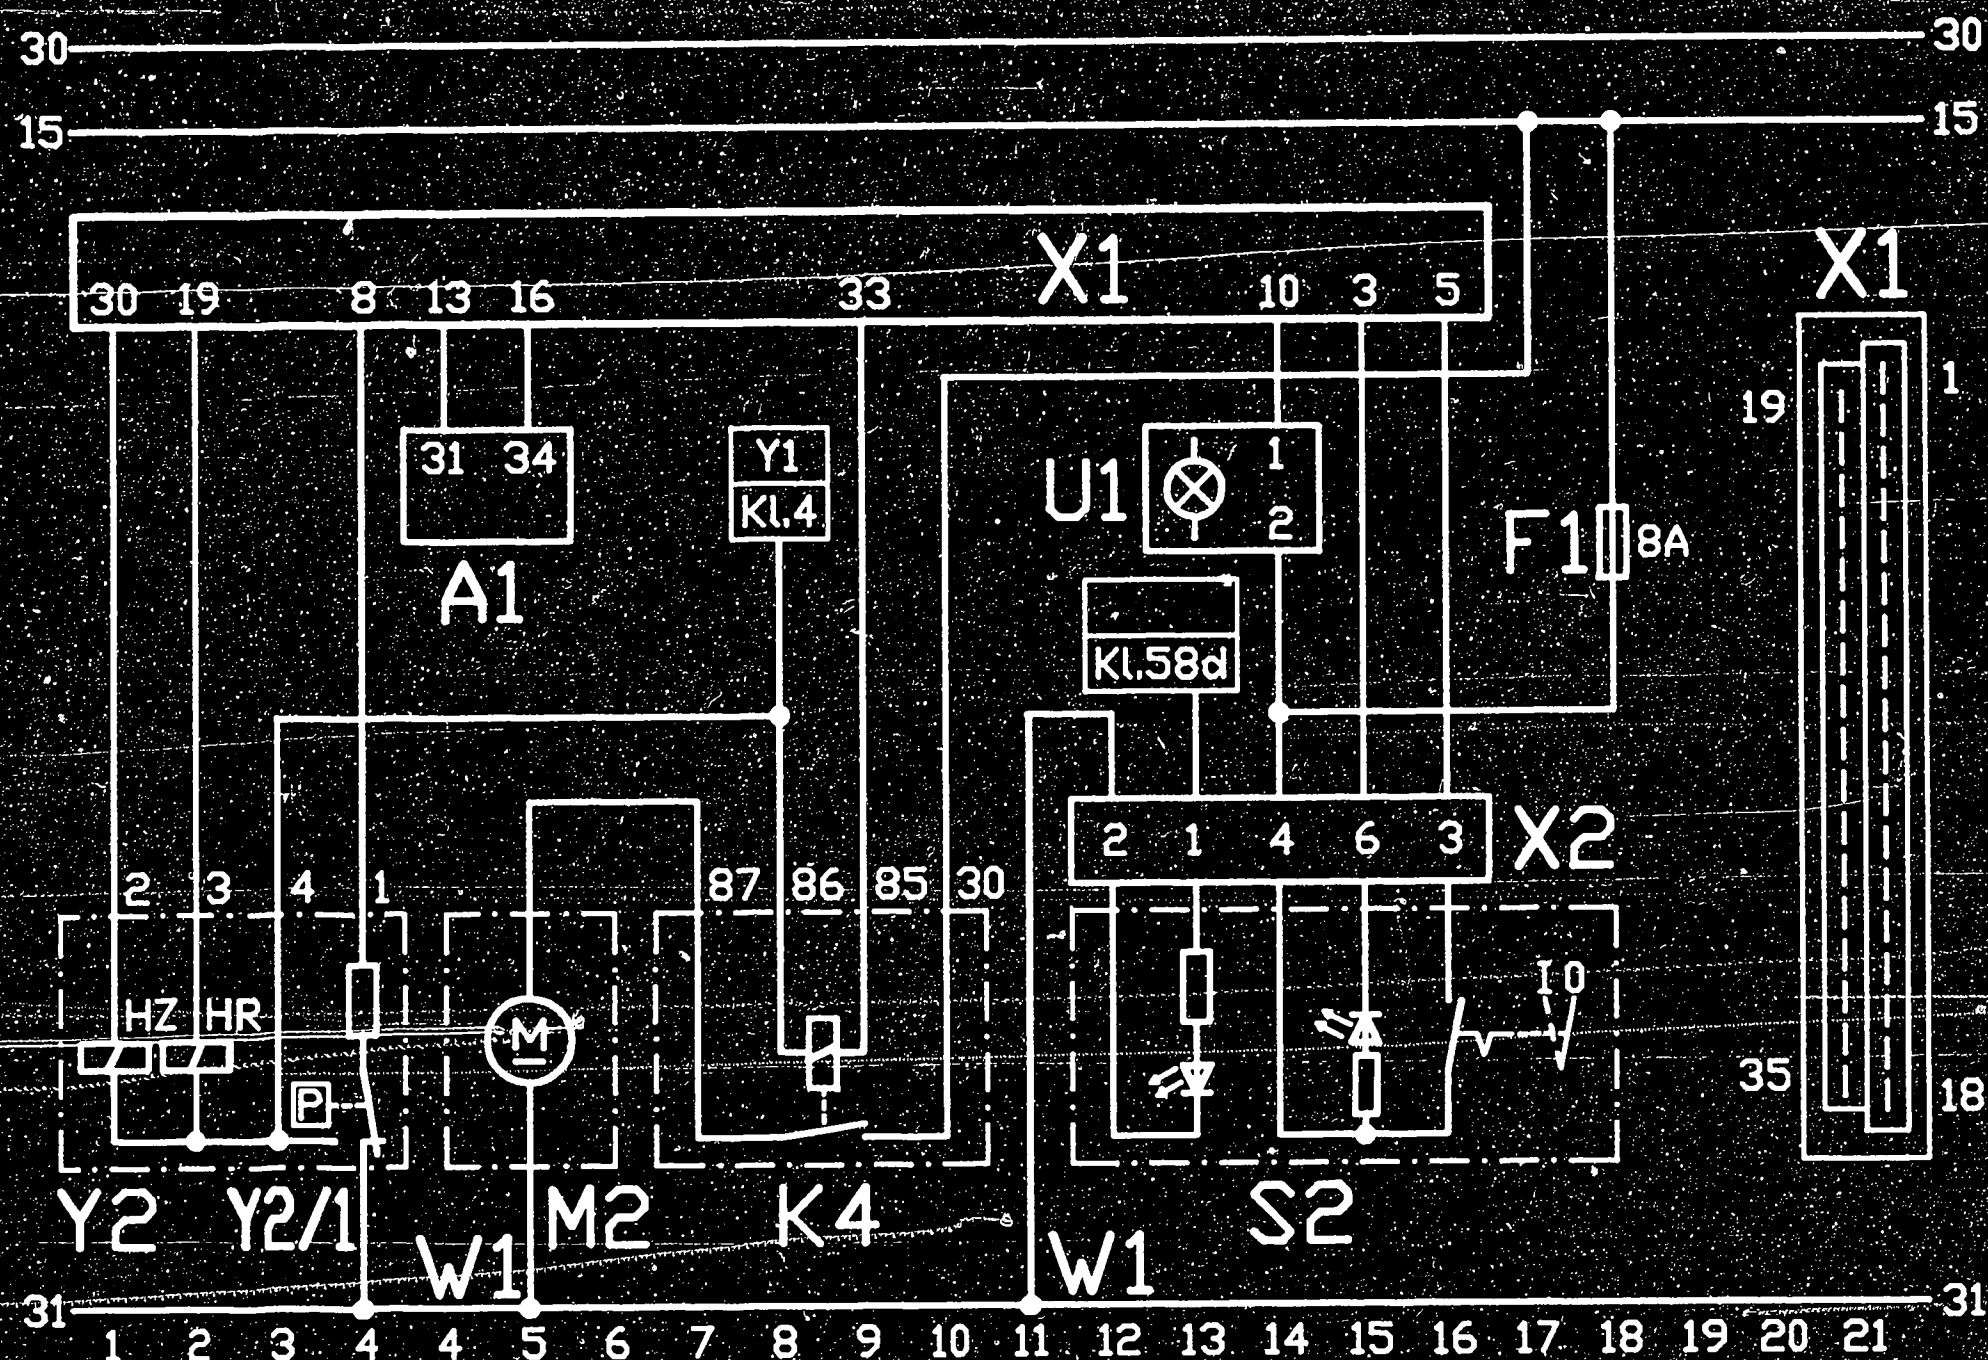 30 30
15 15
X1 X1
30 19 8 13 16 33 10 3 5
19 1
31 34
A1
Y1
Kl.4
U1 1
2
F1 8A
Kl.58d
2 1 4 6 3 X2
2 3 4 1 87 86 85 30
HZ HR
M
P
I 0
35 18
Y2 Y2/1 M2 K4 S2
W1 W1
31 31
1 2 3 4 4 5 6 7 8 9 10 11 12 13 14 15 16 17 18 19 20 21